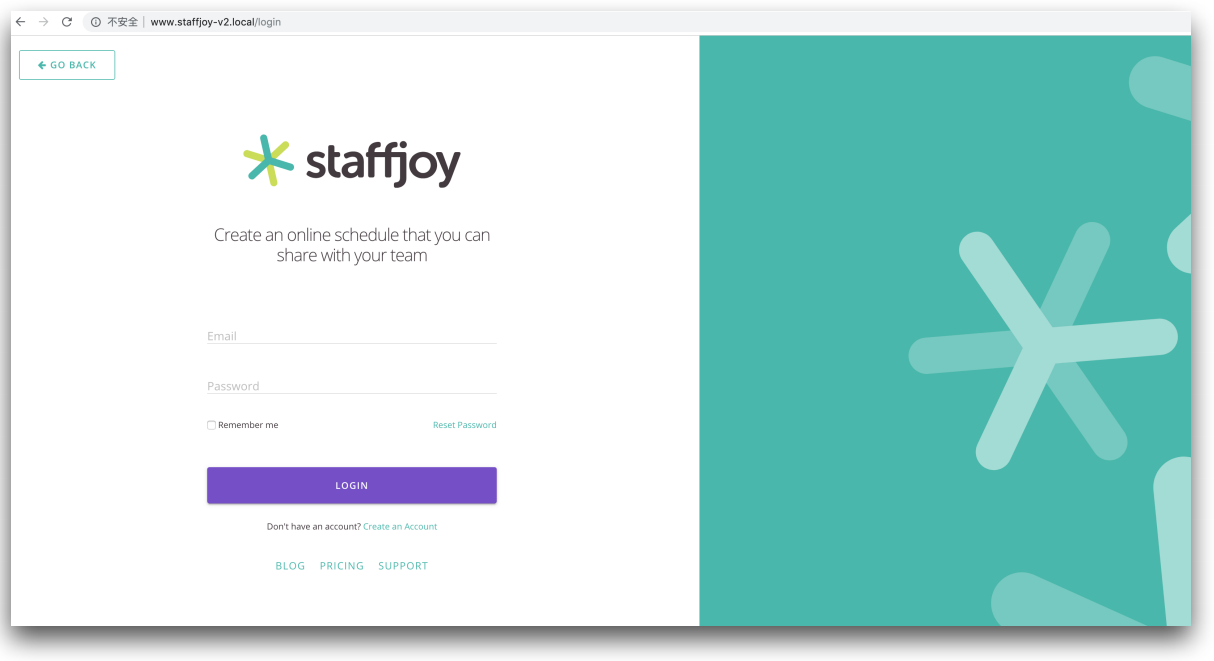 不安全 www.staffjoy-v2.local/login
GO BACK
staffjoy
Create an online schedule that you can
share with your team
Email
Password
Remember me Reset Password
LOGIN
Don't have an account? Create an Account
BLOG PRICING SUPPORT